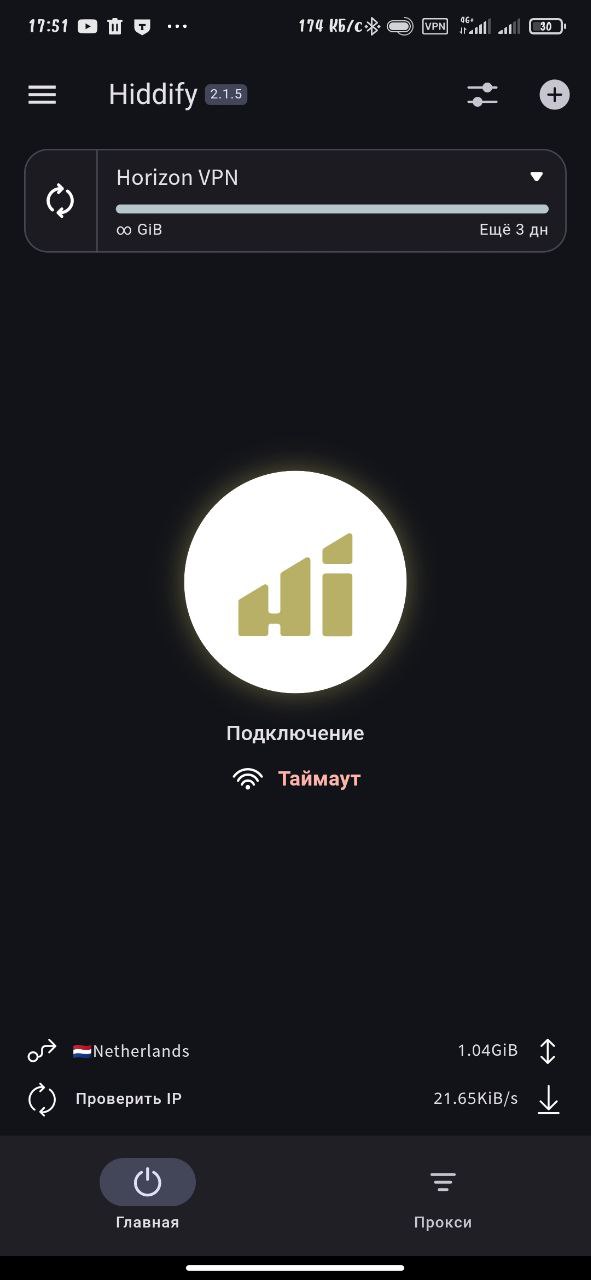 17:51 174 КБ/с VPN 4G 30
Hiddify 2.1.5
Horizon VPN
∞ GiB Ещё 3 дн
Hi
Подключение
Таймаут
🇳🇱Netherlands 1.04GiB
Проверить IP 21.65KiB/s
Главная Прокси